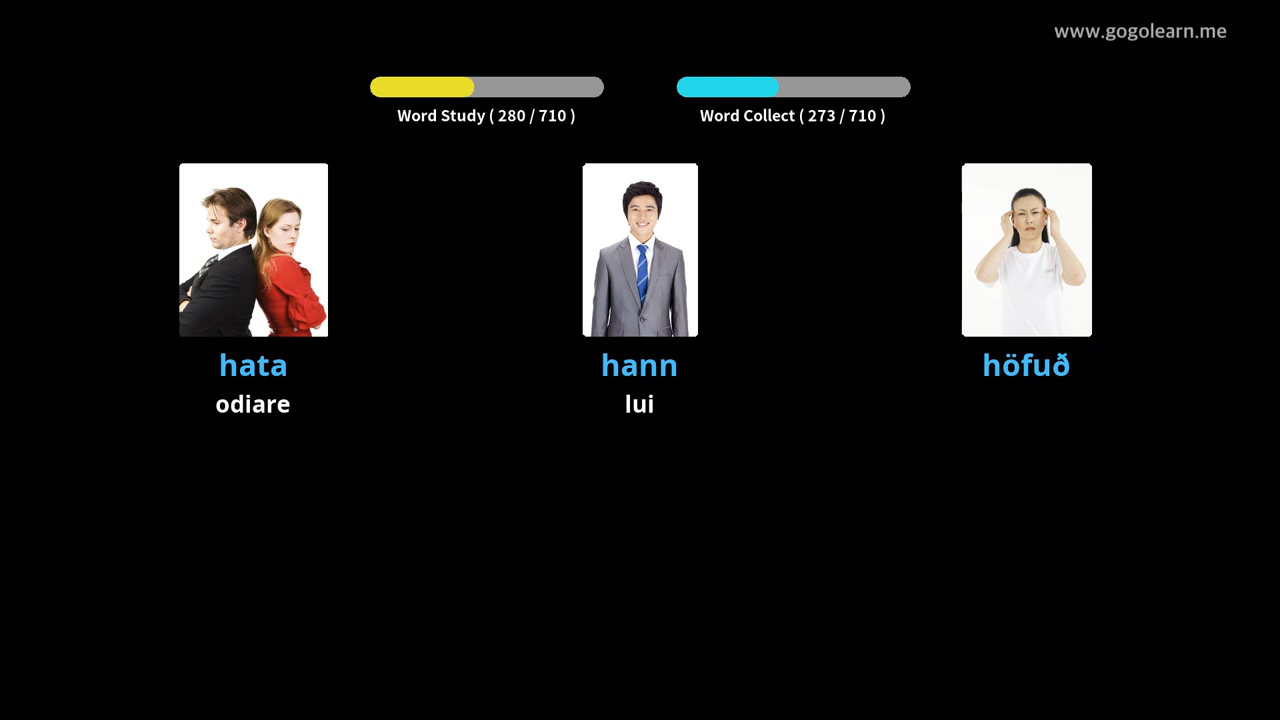 www.gogolearn.me
Word Study ( 280 / 710 )
Word Collect ( 273 / 710 )
hata
odiare
hann
lui
höfuð